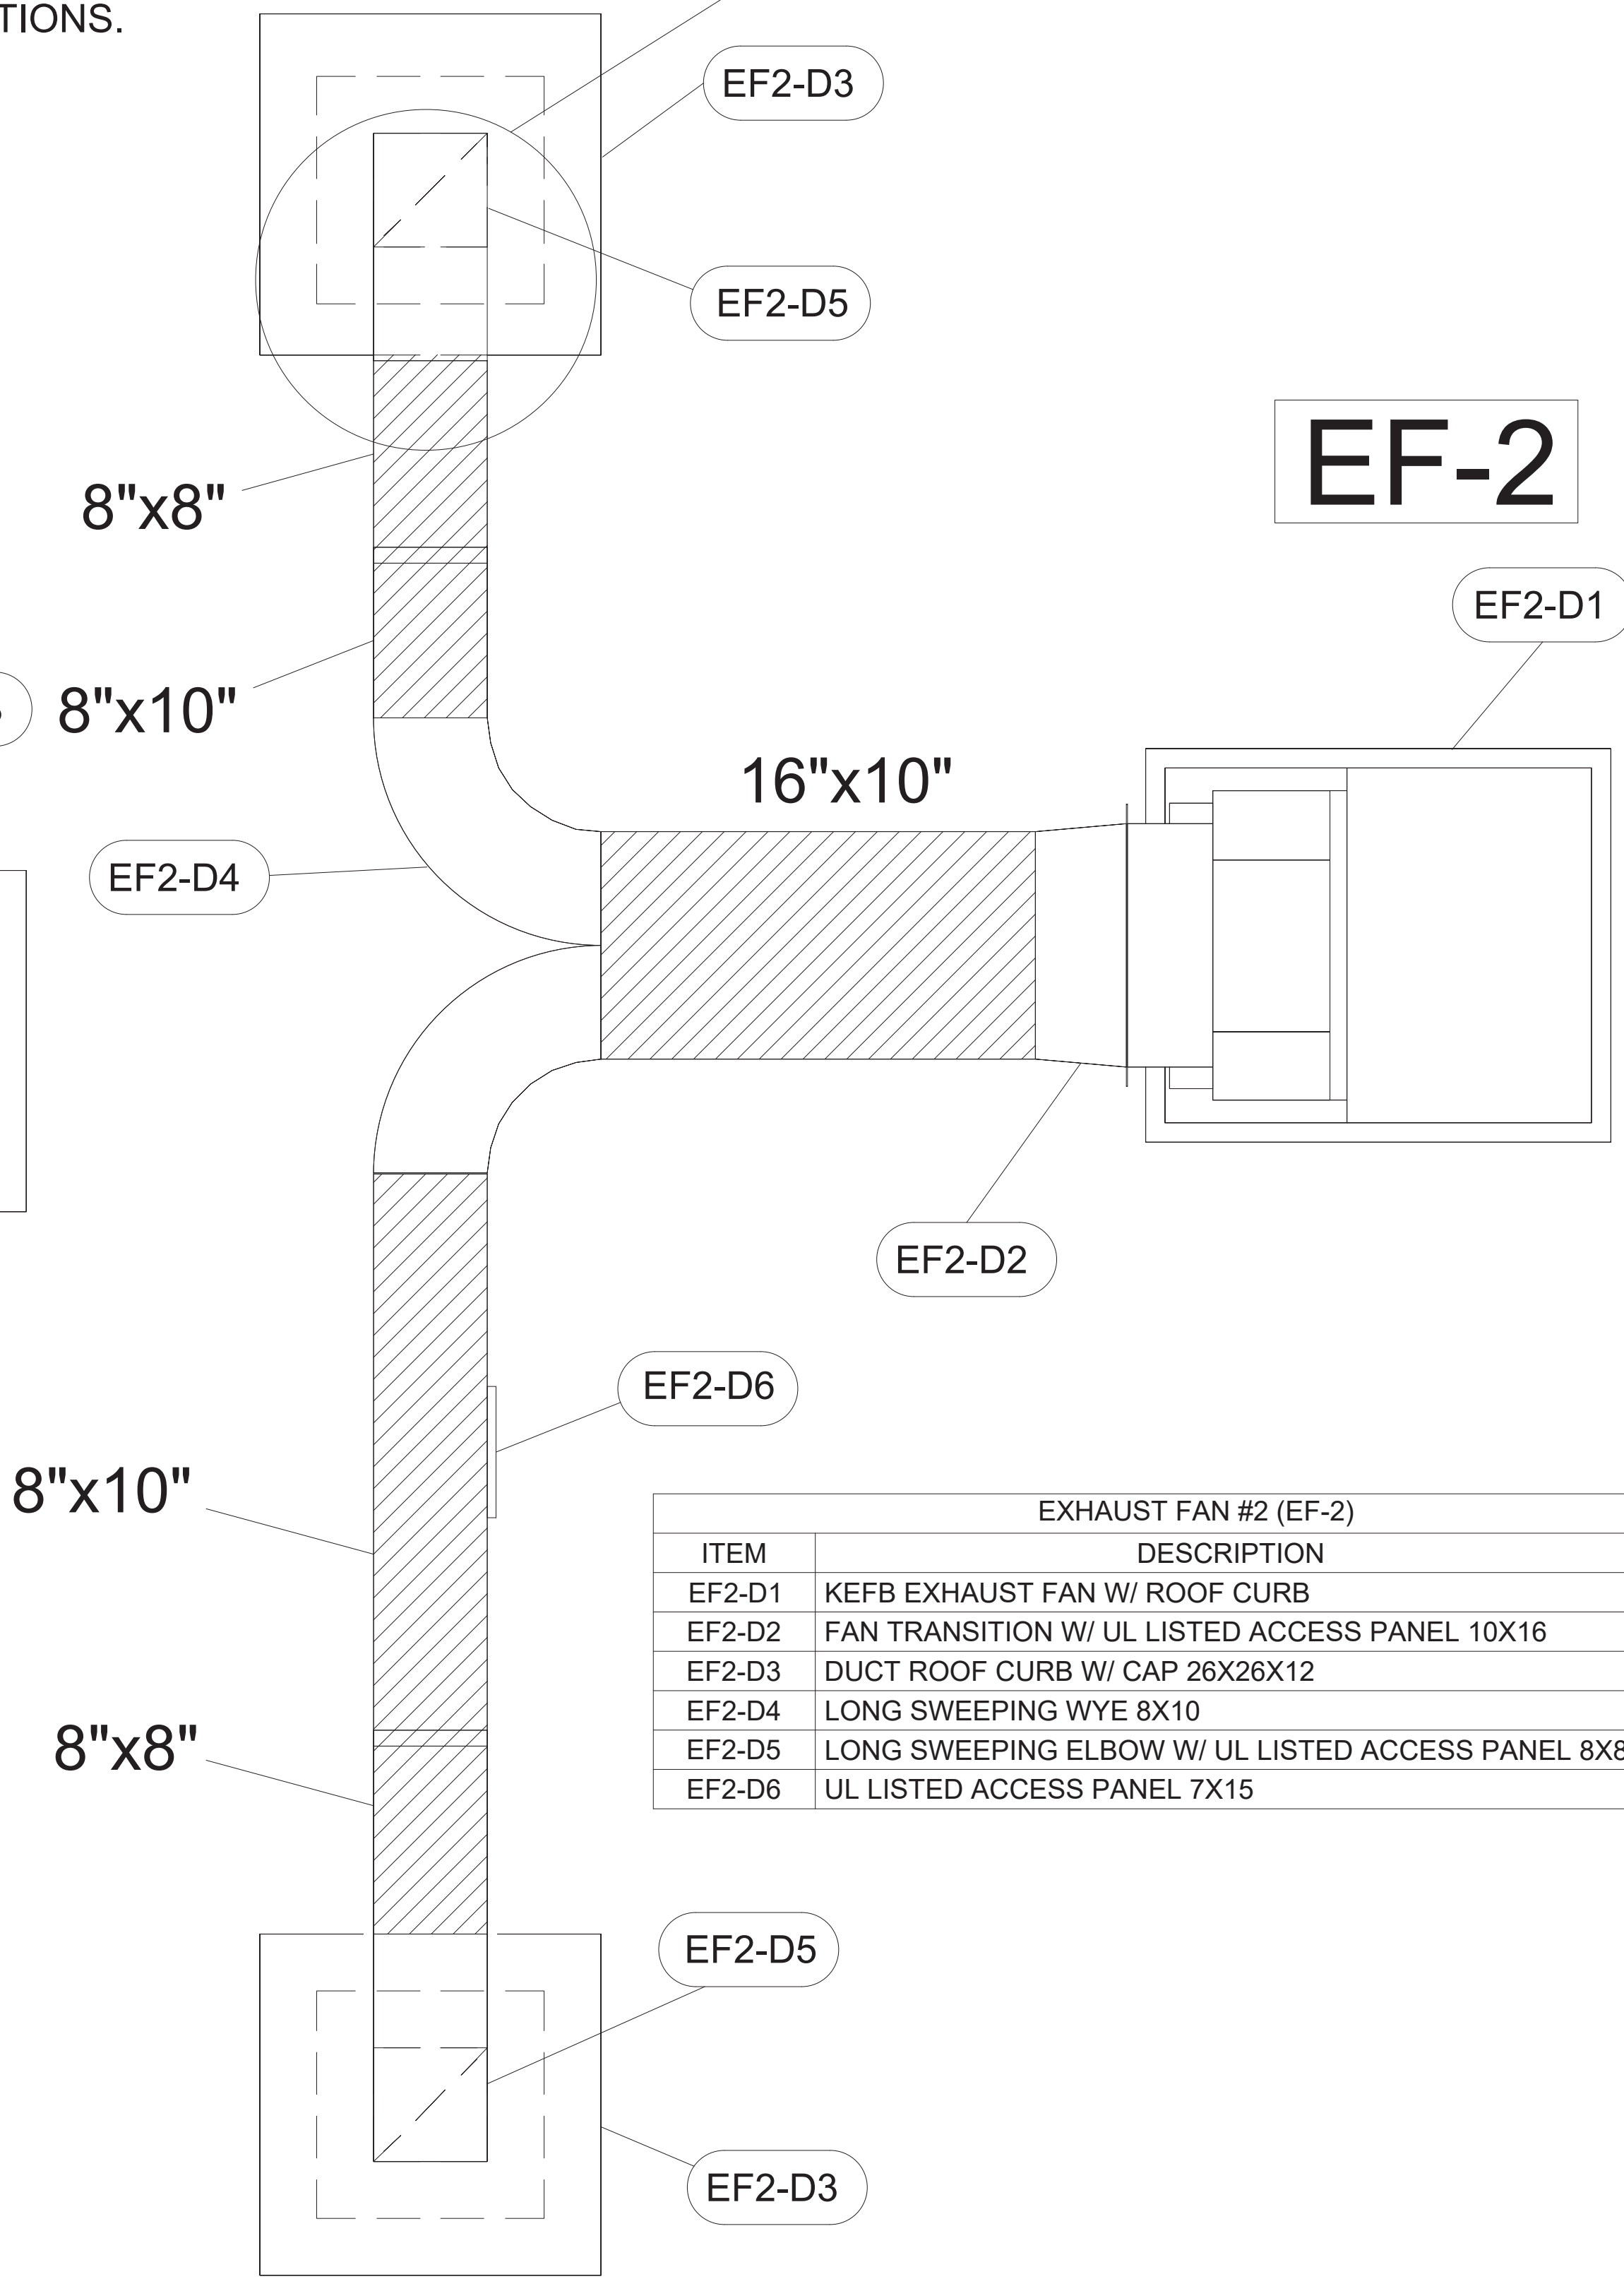 TIONS.
EF2-D3
EF2-D5
8"x8"
EF-2
EF2-D1
8"x10"
16"x10"
EF2-D4
EF2-D2
EF2-D6
8"x10"
EXHAUST FAN #2 (EF-2)
ITEM DESCRIPTION
EF2-D1 KEFB EXHAUST FAN W/ ROOF CURB
EF2-D2 FAN TRANSITION W/ UL LISTED ACCESS PANEL 10X16
EF2-D3 DUCT ROOF CURB W/ CAP 26X26X12
EF2-D4 LONG SWEEPING WYE 8X10
EF2-D5 LONG SWEEPING ELBOW W/ UL LISTED ACCESS PANEL 8X8
EF2-D6 UL LISTED ACCESS PANEL 7X15
8"x8"
EF2-D5
EF2-D3